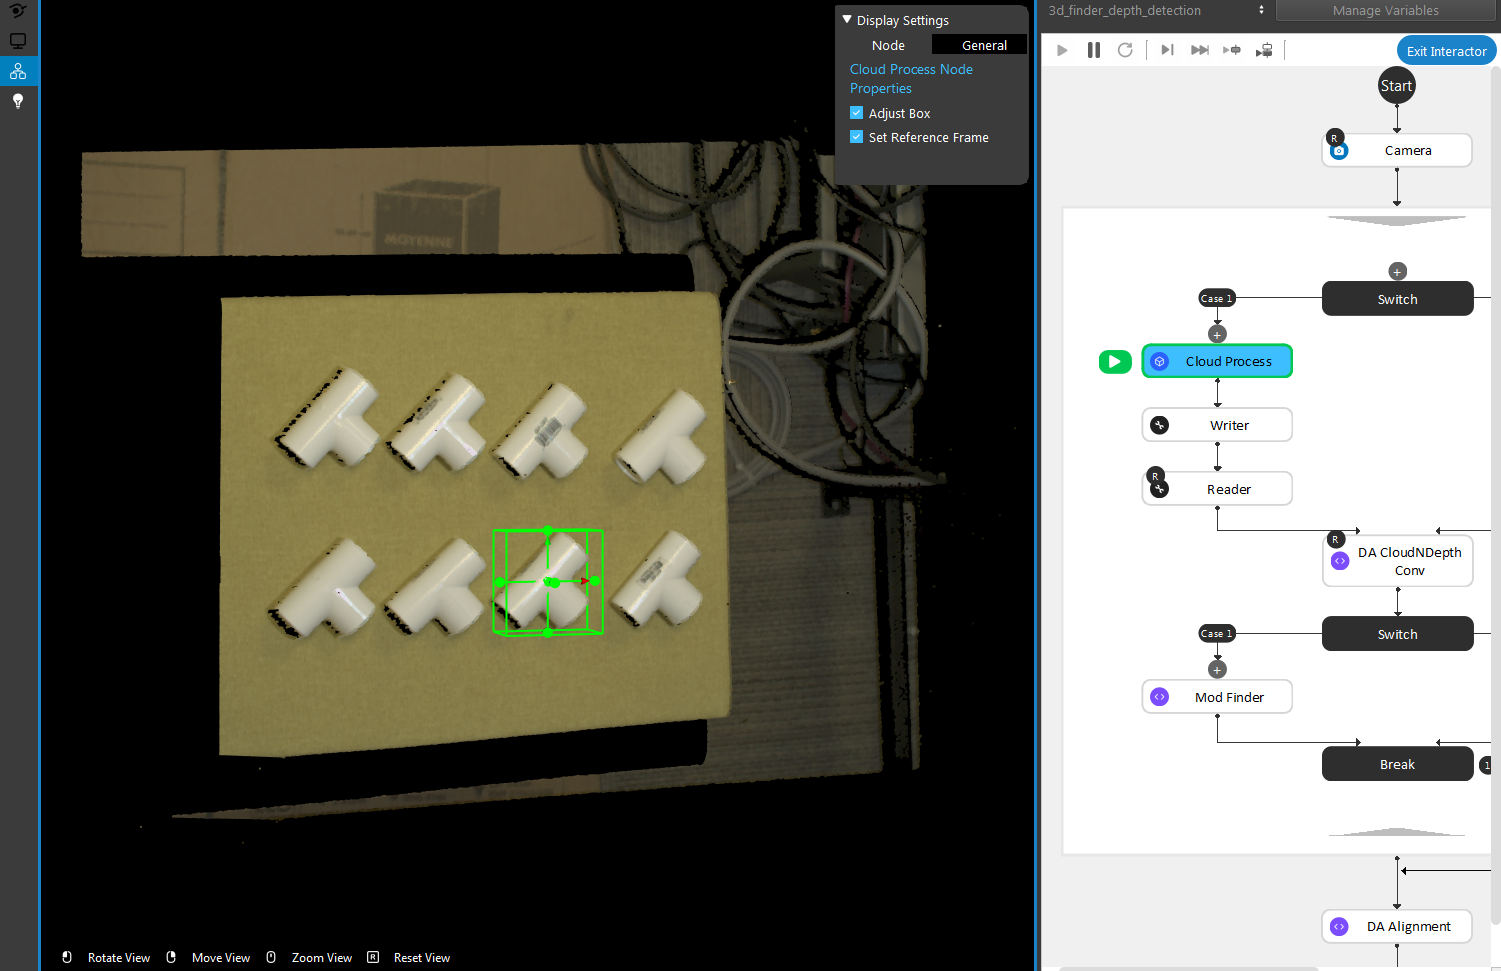 Display Settings
Node
General
Cloud Process Node
Properties
Adjust Box
Set Reference Frame
MOYENNE
Rotate View
Move View
Zoom View
R
Reset View
3d_finder_depth_detection
Manage Variables
Exit Interactor
Start
R
Camera
+
Case 1
Switch
+
Cloud Process
Writer
R
Reader
R
DA CloudNDepth
Conv
Case 1
Switch
+
Mod Finder
Break
1
DA Alignment